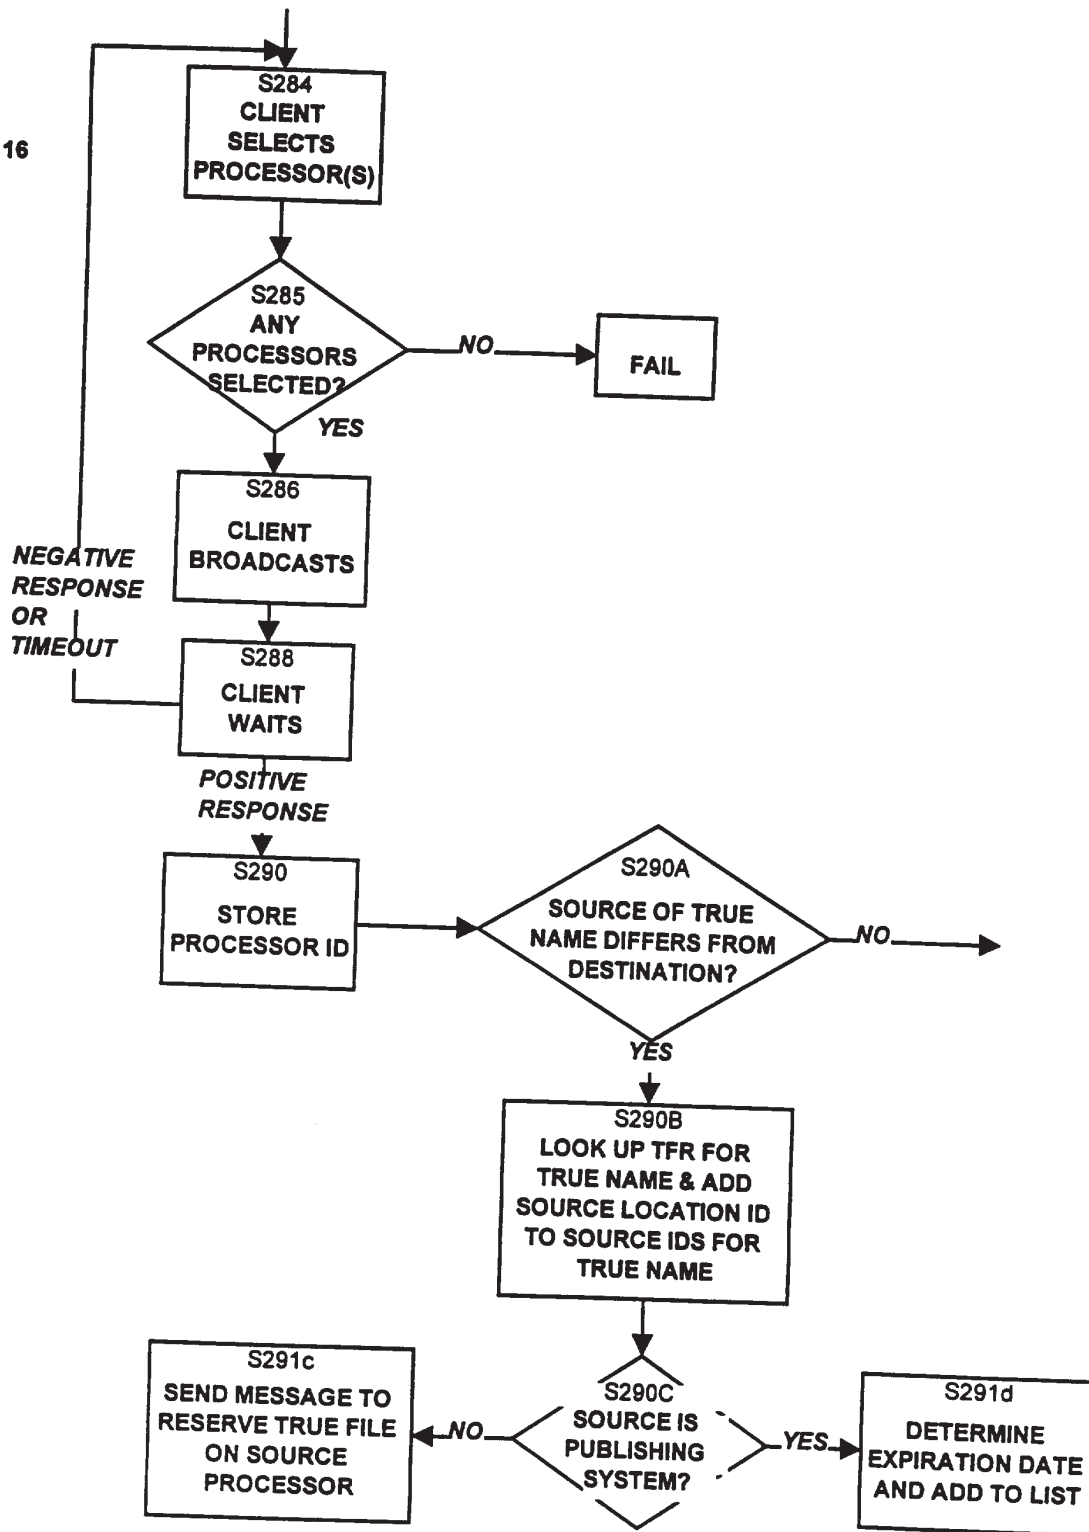 16
S284
CLIENT
SELECTS
PROCESSOR(S)
S285
ANY
PROCESSORS
SELECTED?
NO
FAIL
YES
S286
CLIENT
BROADCASTS
NEGATIVE
RESPONSE
OR
TIMEOUT
S288
CLIENT
WAITS
POSITIVE
RESPONSE
S290
STORE
PROCESSOR ID
S290A
SOURCE OF TRUE
NAME DIFFERS FROM
DESTINATION?
NO
YES
S290B
LOOK UP TFR FOR
TRUE NAME & ADD
SOURCE LOCATION ID
TO SOURCE IDS FOR
TRUE NAME
S291c
SEND MESSAGE TO
RESERVE TRUE FILE
ON SOURCE
PROCESSOR
NO
S290C
SOURCE IS
PUBLISHING
SYSTEM?
YES
S291d
DETERMINE
EXPIRATION DATE
AND ADD TO LIST